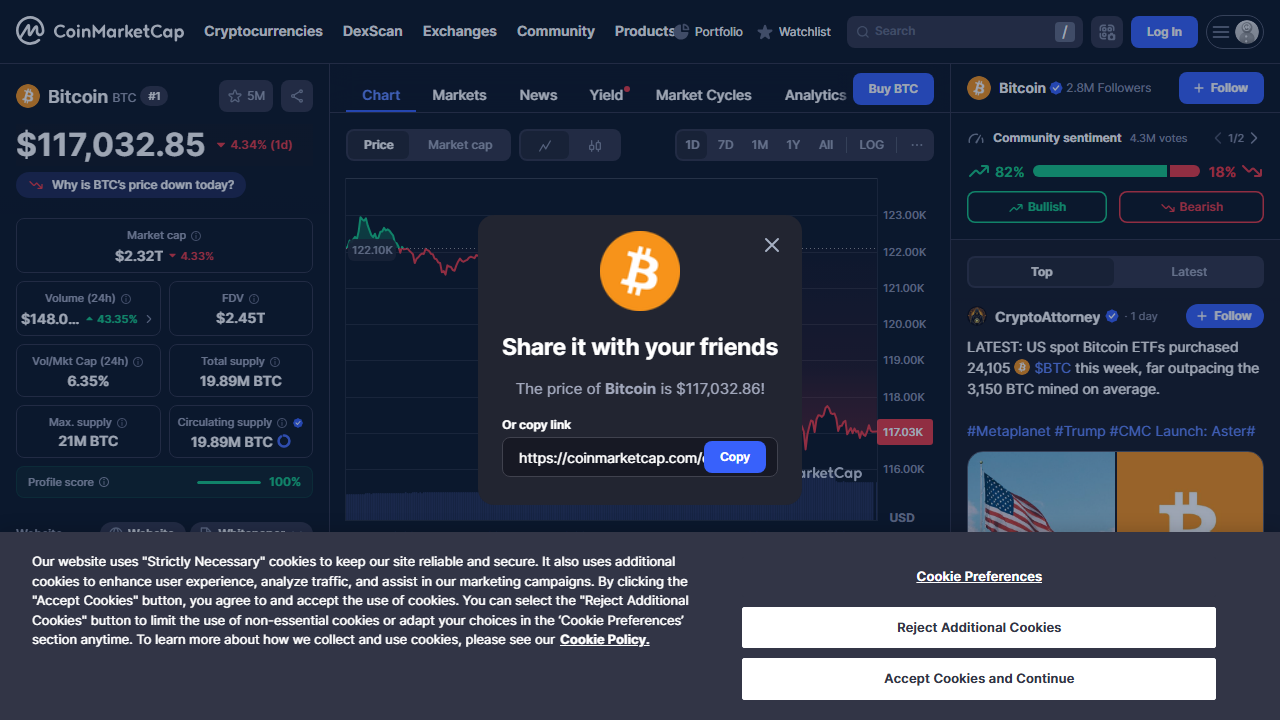 CoinMarketCap
Cryptocurrencies
DexScan
Exchanges
Community
Products
Portfolio
Watchlist
Search
/
Log In
Bitcoin BTC #1
5M
$117,032.85
4.34% (1d)
Why is BTC's price down today?
Market cap
$2.32T 4.33%
Volume (24h)
$148.0... 43.35%
FDV
$2.45T
Vol/Mkt Cap (24h)
6.35%
Total supply
19.89M BTC
Max. supply
21M BTC
Circulating supply
19.89M BTC
Profile score
100%
Website
Website
Whitepaper
Chart
Markets
News
Yield
Market Cycles
Analytics
Buy BTC
Price
Market cap
1D
7D
1M
1Y
All
LOG
...
122.10K
123.00K
122.00K
121.00K
120.00K
119.00K
118.00K
117.03K
116.00K
USD
arketCap
Share it with your friends
The price of Bitcoin is $117,032.86!
Or copy link
https://coinmarketcap.com/
Copy
Bitcoin 2.8M Followers
+ Follow
Community sentiment 4.3M votes
1/2
82%
18%
Bullish
Bearish
Top
Latest
CryptoAttorney · 1 day
+ Follow
LATEST: US spot Bitcoin ETFs purchased
24,105 $BTC this week, far outpacing the
3,150 BTC mined on average.
#Metaplanet #Trump #CMC Launch: Aster#
Our website uses "Strictly Necessary" cookies to keep our site reliable and secure. It also uses additional
cookies to enhance user experience, analyze traffic, and assist in our marketing campaigns. By clicking the
"Accept Cookies" button, you agree to and accept the use of cookies. You can select the "Reject Additional
Cookies" button to limit the use of non-essential cookies or adapt your choices in the ‘Cookie Preferences’
section anytime. To learn more about how we collect and use cookies, please see our Cookie Policy.
Cookie Preferences
Reject Additional Cookies
Accept Cookies and Continue